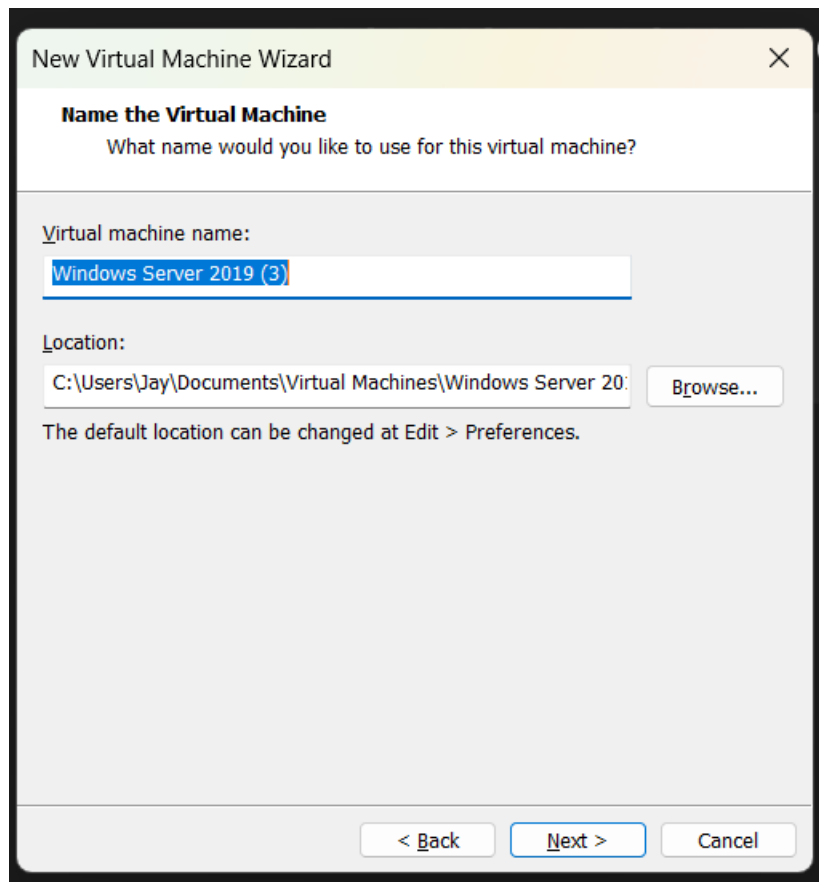 New Virtual Machine Wizard
Name the Virtual Machine
What name would you like to use for this virtual machine?
Virtual machine name:
Windows Server 2019 (3)
Location:
C:\Users\Jay\Documents\Virtual Machines\Windows Server 20
Browse...
The default location can be changed at Edit > Preferences.
< Back
Next >
Cancel